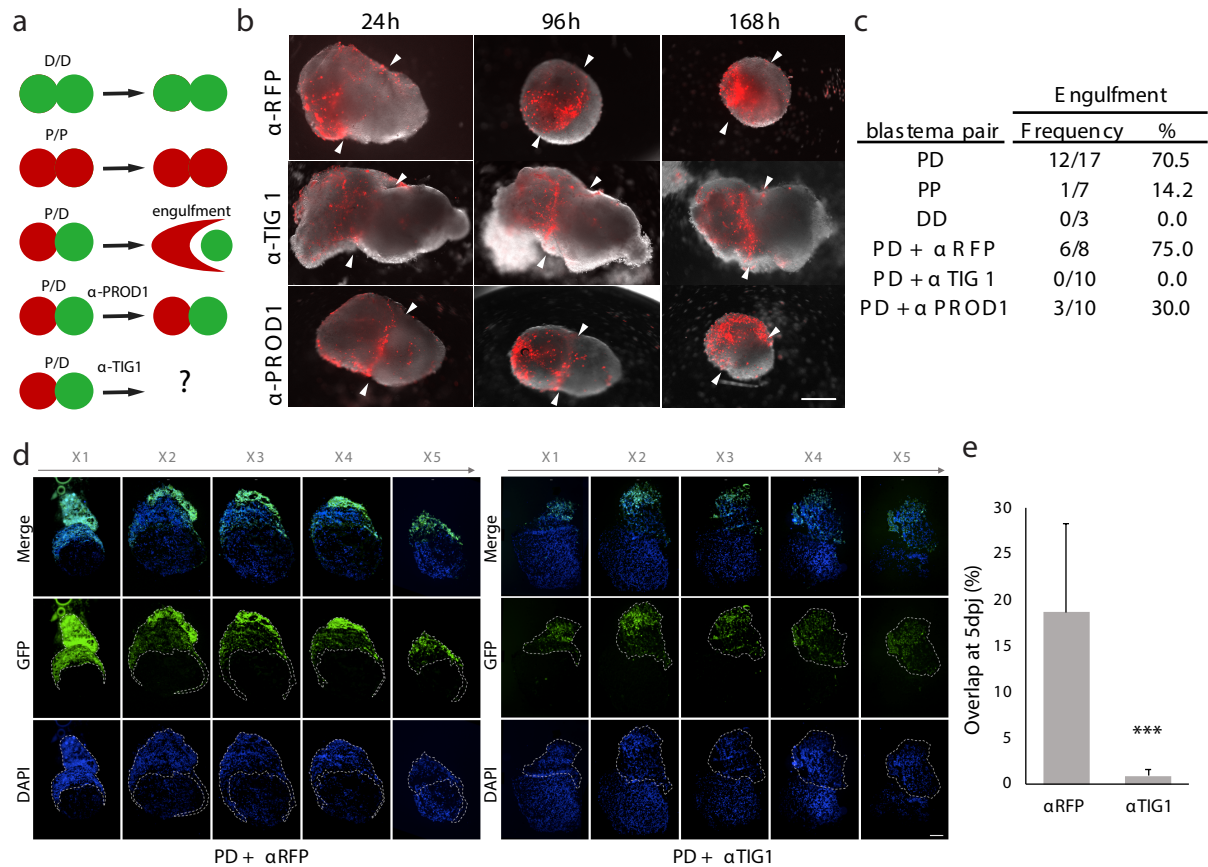 a
D/D
P/P
P/D
engulfment
P/D
α-PROD1
P/D
α-TIG1
?
b
24h
96h
168h
α-RFP
α-TIG 1
α-PROD1
c
Engulfment
blastema pair
Frequency
%
PD
12/17
70.5
PP
1/7
14.2
DD
0/3
0.0
PD + αRFP
6/8
75.0
PD + αTIG 1
0/10
0.0
PD + αPROD1
3/10
30.0
d
X1
X2
X3
X4
X5
Merge
GFP
DAPI
PD + αRFP
X1
X2
X3
X4
X5
Merge
GFP
DAPI
PD + αTIG1
e
Overlap at 5dpj (%)
30
25
20
15
10
5
0
***
αRFP
αTIG1